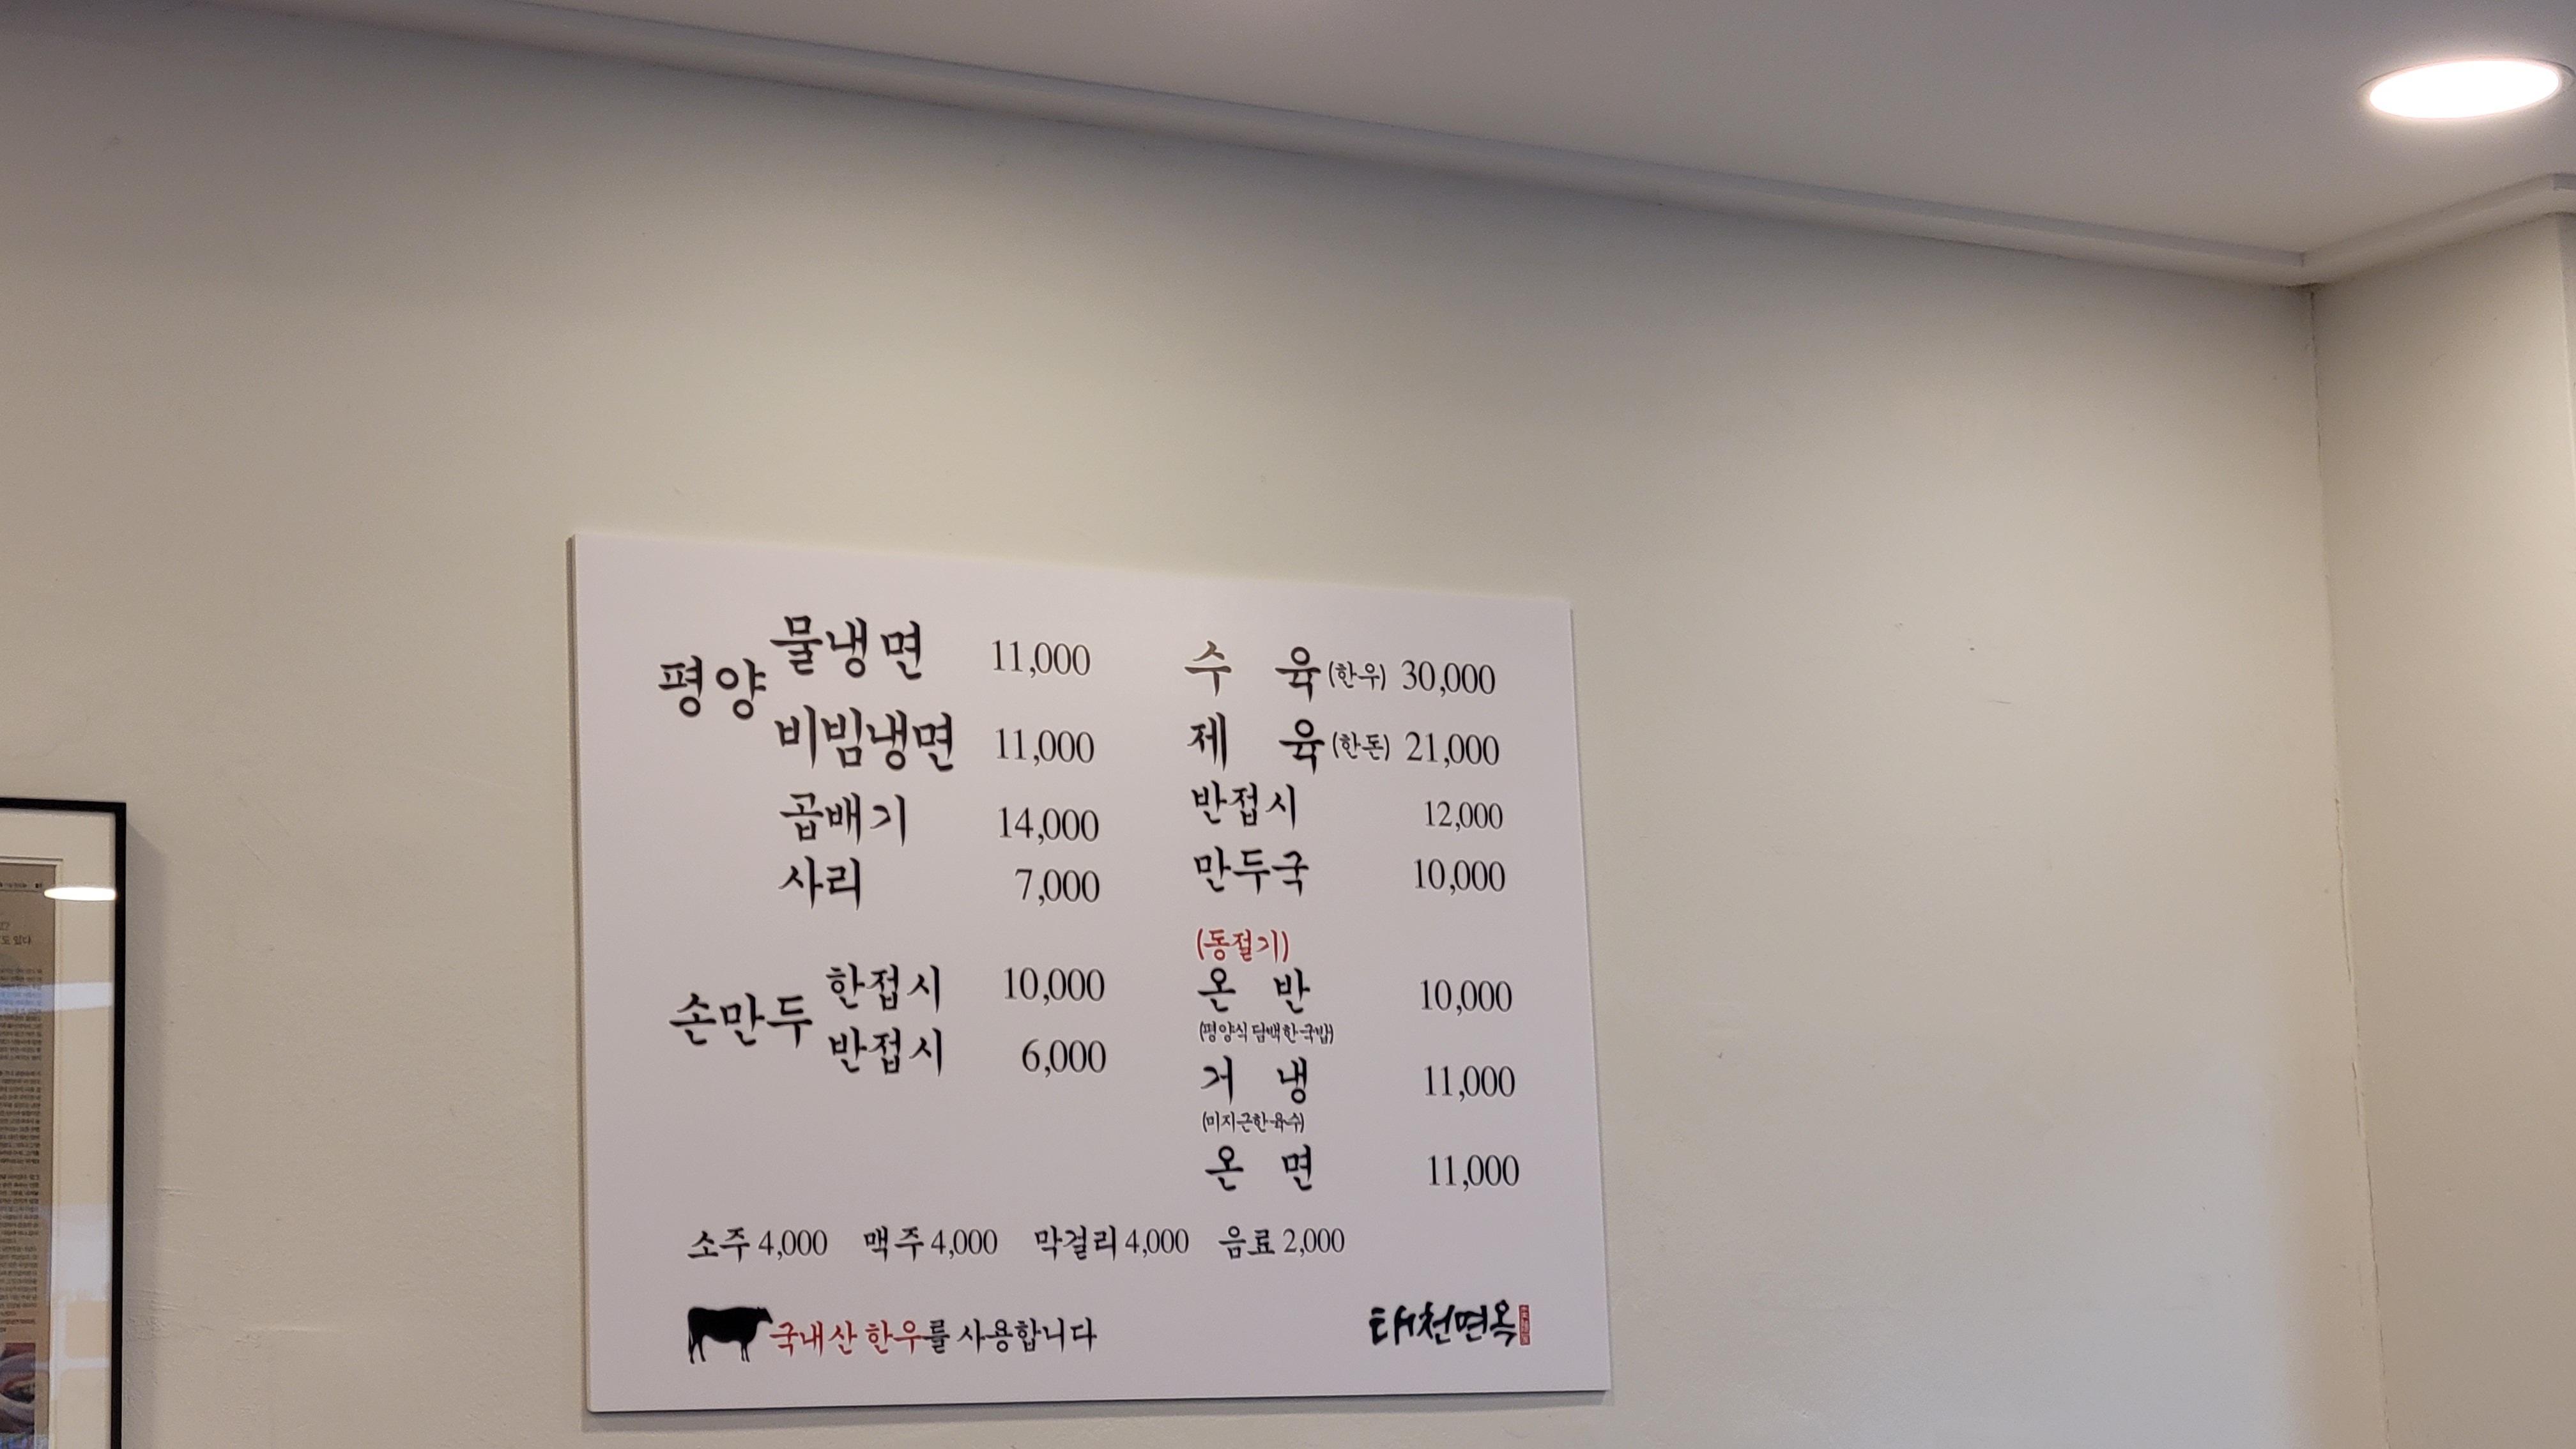 평양
물냉면 11,000
비빔냉면 11,000
곱배기 14,000
사리 7,000
손만두
한접시 10,000
반접시 6,000
수 육(한우) 30,000
제 육(한돈) 21,000
반접시 12,000
만두국 10,000
(동절기)
온 반 10,000
(평양식 담백한 국밥)
거 냉 11,000
(미지근한 육수)
온 면 11,000
소주 4,000 맥주 4,000 막걸리 4,000 음료 2,000
국내산 한우를 사용합니다
태천면옥
도 있다